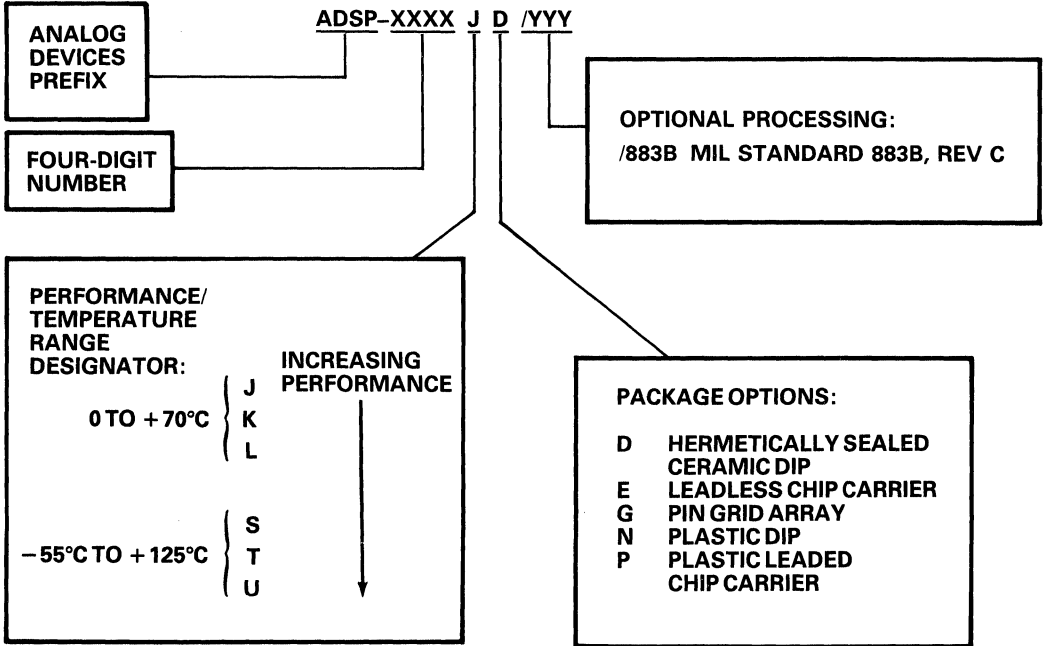 ADSP-XXXX J D /YYY
ANALOG
DEVICES
PREFIX
FOUR-DIGIT
NUMBER
OPTIONAL PROCESSING:
/883B MIL STANDARD 883B, REV C
PERFORMANCE/
TEMPERATURE
RANGE
DESIGNATOR:
0 TO +70°C
J
K
L
−55°C TO +125°C
S
T
U
INCREASING
PERFORMANCE
PACKAGE OPTIONS:
D HERMETICALLY SEALED
CERAMIC DIP
E LEADLESS CHIP CARRIER
G PIN GRID ARRAY
N PLASTIC DIP
P PLASTIC LEADED
CHIP CARRIER